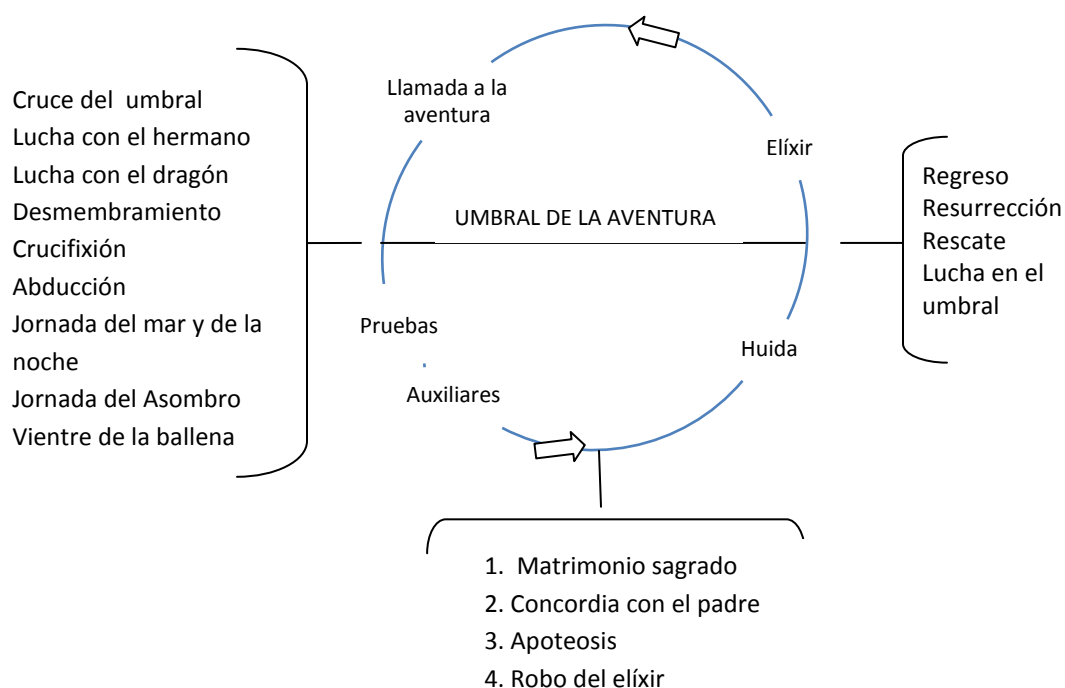 Llamada a la
aventura
Cruce del umbral
Lucha con el hermano
Lucha con el dragón
Desmembramiento
Crucifixión
Abducción
Jornada del mar y de la
noche
Jornada del Asombro
Vientre de la ballena
Elíxir
UMBRAL DE LA AVENTURA
Regreso
Resurrección
Rescate
Lucha en el
umbral
Pruebas
Auxiliares
Huida
1. Matrimonio sagrado
2. Concordia con el padre
3. Apoteosis
4. Robo del elíxir